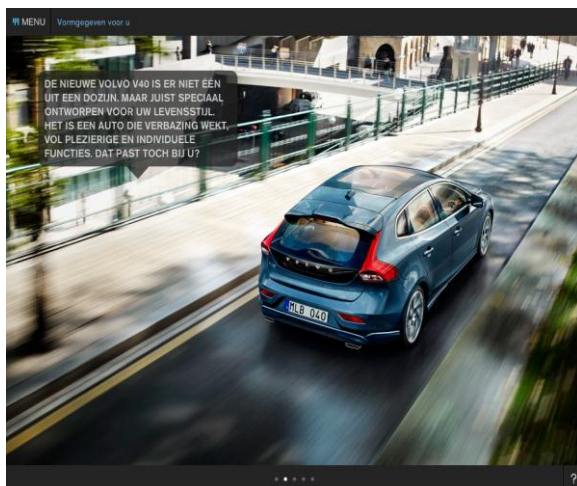 MENU Vormgegeven voor u
DE NIEUWE VOLVO V40 IS ER NIET ÉÉN
UIT EEN DOZIJN. MAAR JUIST SPECIAAL
ONTWORPEN VOOR UW LEVENSSTIJL.
HET IS EEN AUTO DIE VERBAZING WEKT,
VOL PLEZIERIGE EN INDIVIDUELE
FUNCTIES. DAT PAST TOCH BIJ U?
VOLVO
MLB 040
?